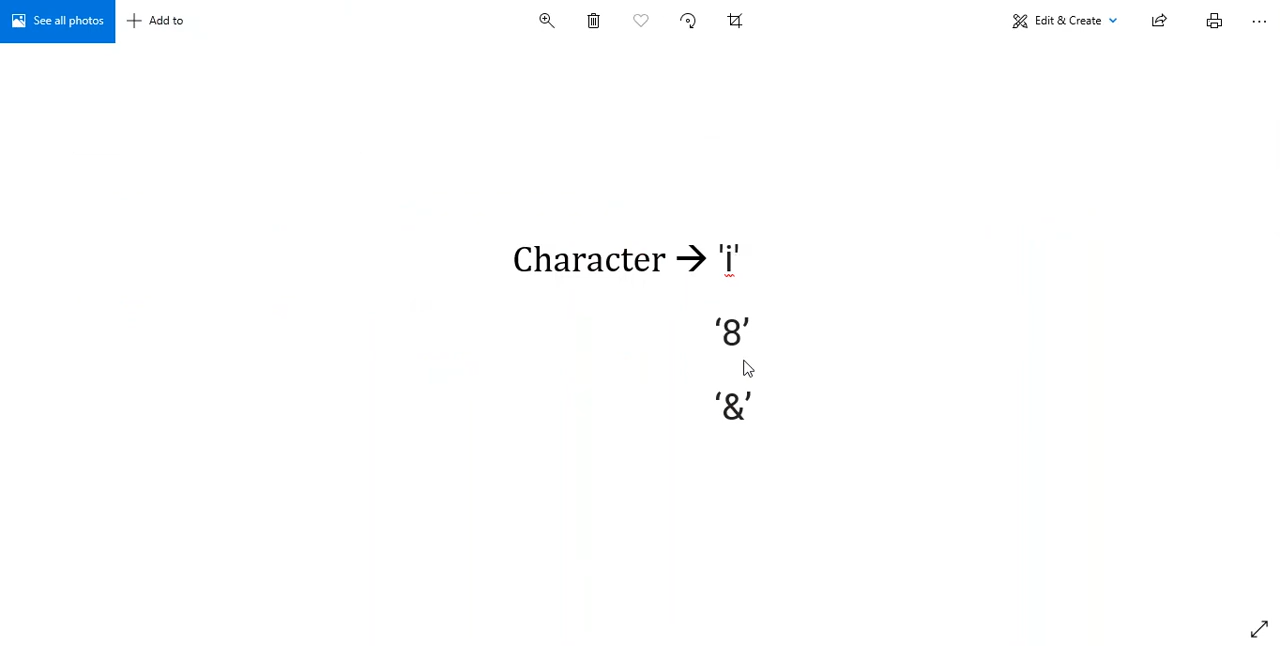 See all photos
Add to
Edit & Create
Character → 'i'
‘8’
‘&’